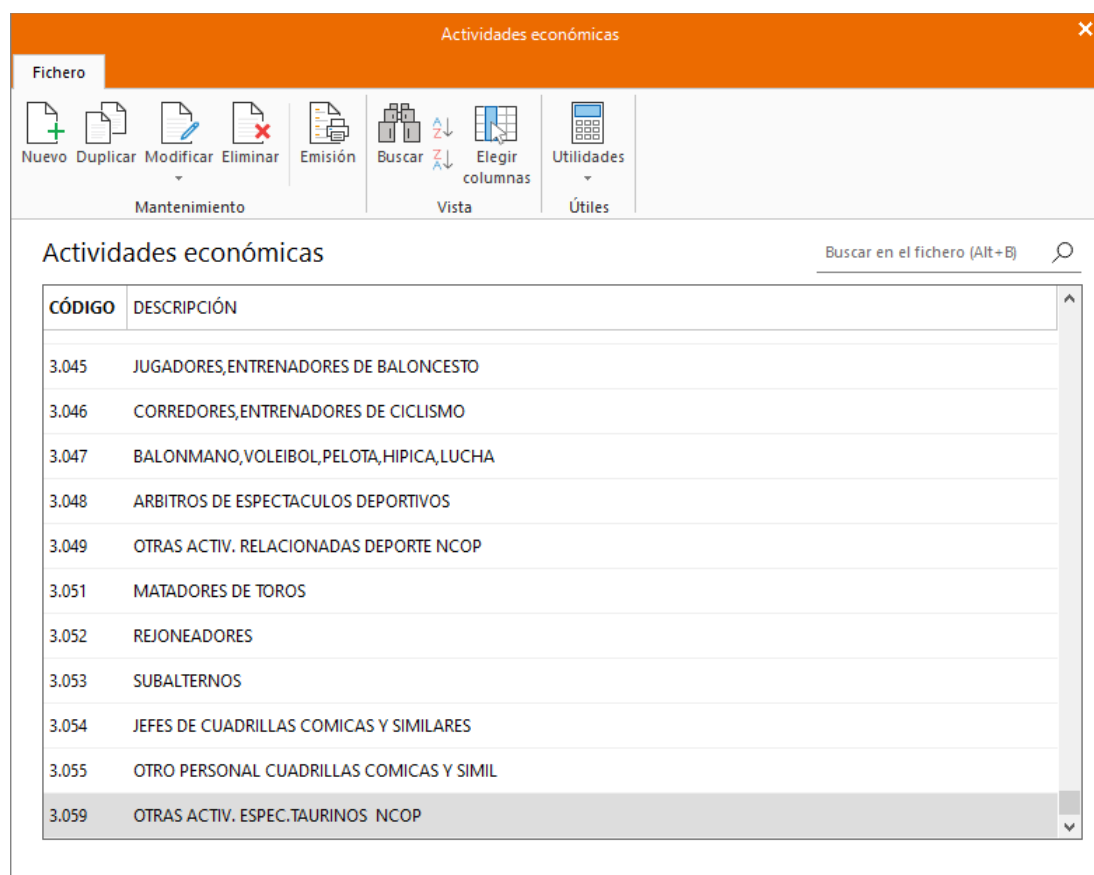 Actividades económicas
Fichero
Nuevo Duplicar Modificar Eliminar Emisión Buscar Elegir columnas Utilidades
Mantenimiento Vista Útiles
Actividades económicas
Buscar en el fichero (Alt+B)
CÓDIGO DESCRIPCIÓN
3.045 JUGADORES,ENTRENADORES DE BALONCESTO
3.046 CORREDORES,ENTRENADORES DE CICLISMO
3.047 BALONMANO,VOLEIBOL,PELOTA,HIPICA,LUCHA
3.048 ARBITROS DE ESPECTACULOS DEPORTIVOS
3.049 OTRAS ACTIV. RELACIONADAS DEPORTE NCOP
3.051 MATADORES DE TOROS
3.052 REJONEADORES
3.053 SUBALTERNOS
3.054 JEFES DE CUADRILLAS COMICAS Y SIMILARES
3.055 OTRO PERSONAL CUADRILLAS COMICAS Y SIMIL
3.059 OTRAS ACTIV. ESPEC.TAURINOS NCOP